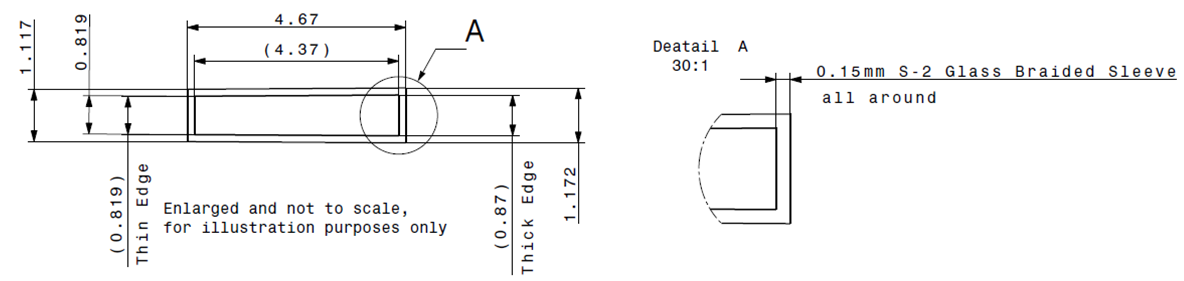 4.67
(4.37)
A
1.117
0.819
(0.819)
Thin Edge
Enlarged and not to scale,
for illustration purposes only
(0.87)
Thick Edge
1.172
Deatail A
30:1
0.15mm S-2 Glass Braided Sleeve
all around